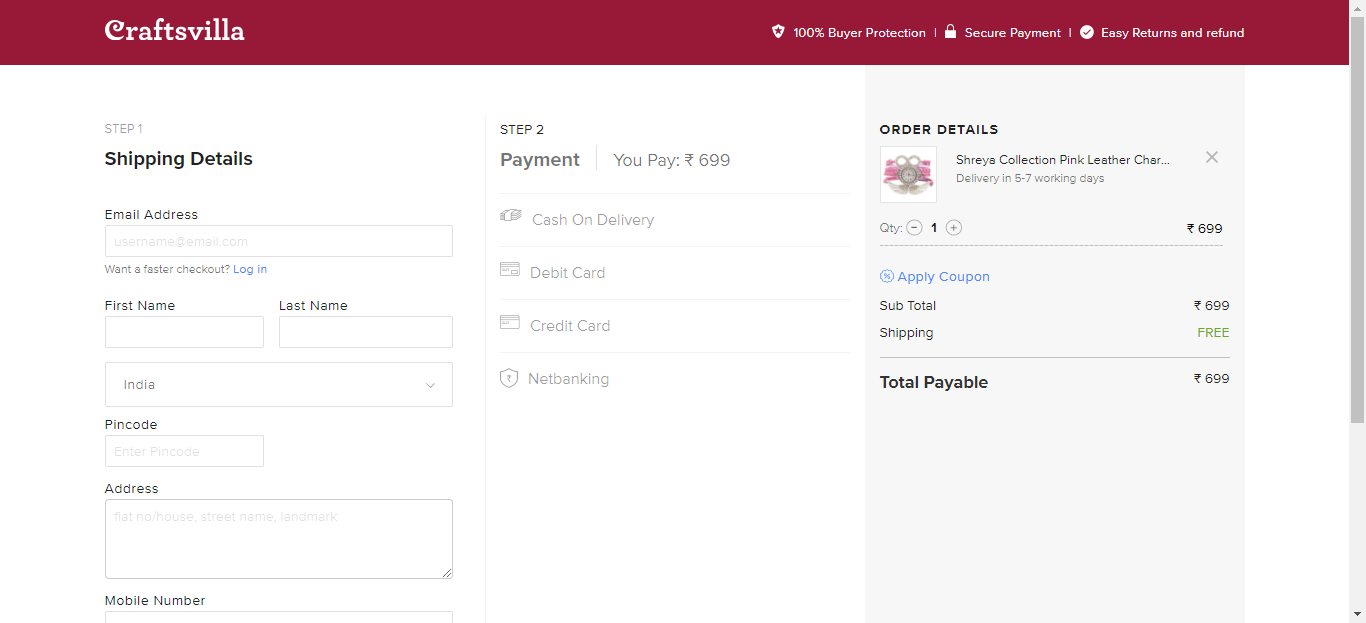 Craftsvilla
100% Buyer Protection | Secure Payment | Easy Returns and refund
STEP 1
Shipping Details
Email Address
username@email.com
Want a faster checkout? Log in
First Name
Last Name
India
Pincode
Enter Pincode
Address
flat no/house, street name, landmark
Mobile Number
STEP 2
Payment
You Pay: ₹ 699
Cash On Delivery
Debit Card
Credit Card
Netbanking
ORDER DETAILS
Shreya Collection Pink Leather Char...
Delivery in 5-7 working days
Qty: 1 ₹ 699
Apply Coupon
Sub Total ₹ 699
Shipping FREE
Total Payable ₹ 699